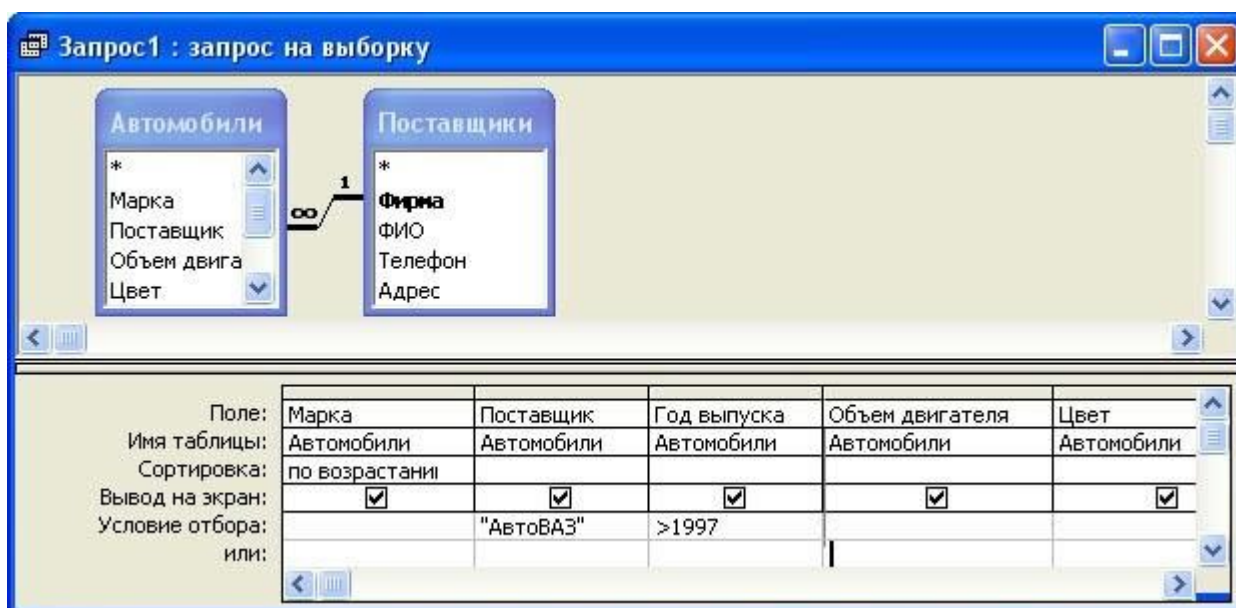 Запрос1 : запрос на выборку
Автомобили
*
Марка
Поставщик
Объем двига
Цвет
∞
1
Поставщики
*
Фирма
ФИО
Телефон
Адрес
Поле: Марка Поставщик Год выпуска Объем двигателя Цвет
Имя таблицы: Автомобили Автомобили Автомобили Автомобили Автомобили
Сортировка: по возрастани
Вывод на экран:
Условие отбора: "АвтоВАЗ" >1997
или: